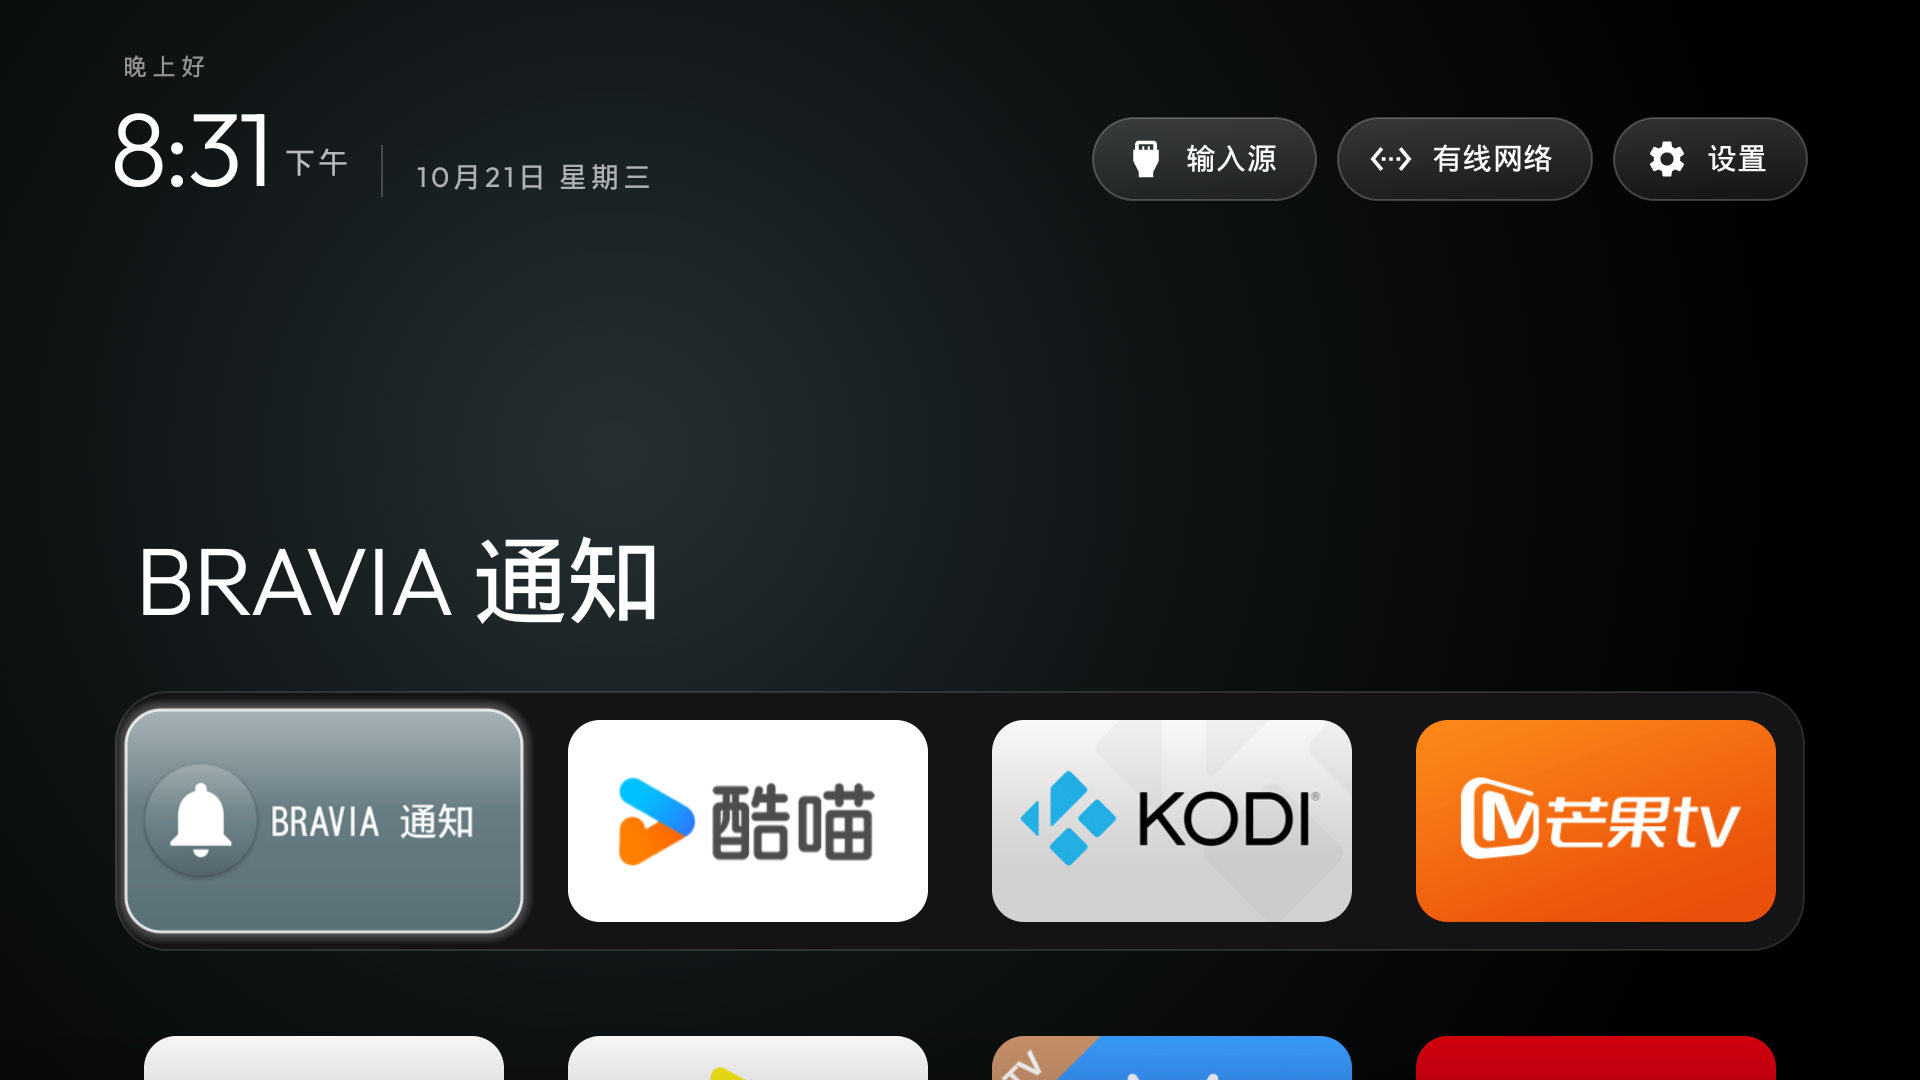 晚上好
8:31 下午
10月21日 星期三
输入源
有线网络
设置
BRAVIA 通知
BRAVIA 通知
酷喵
KODI®
芒果tv
TV